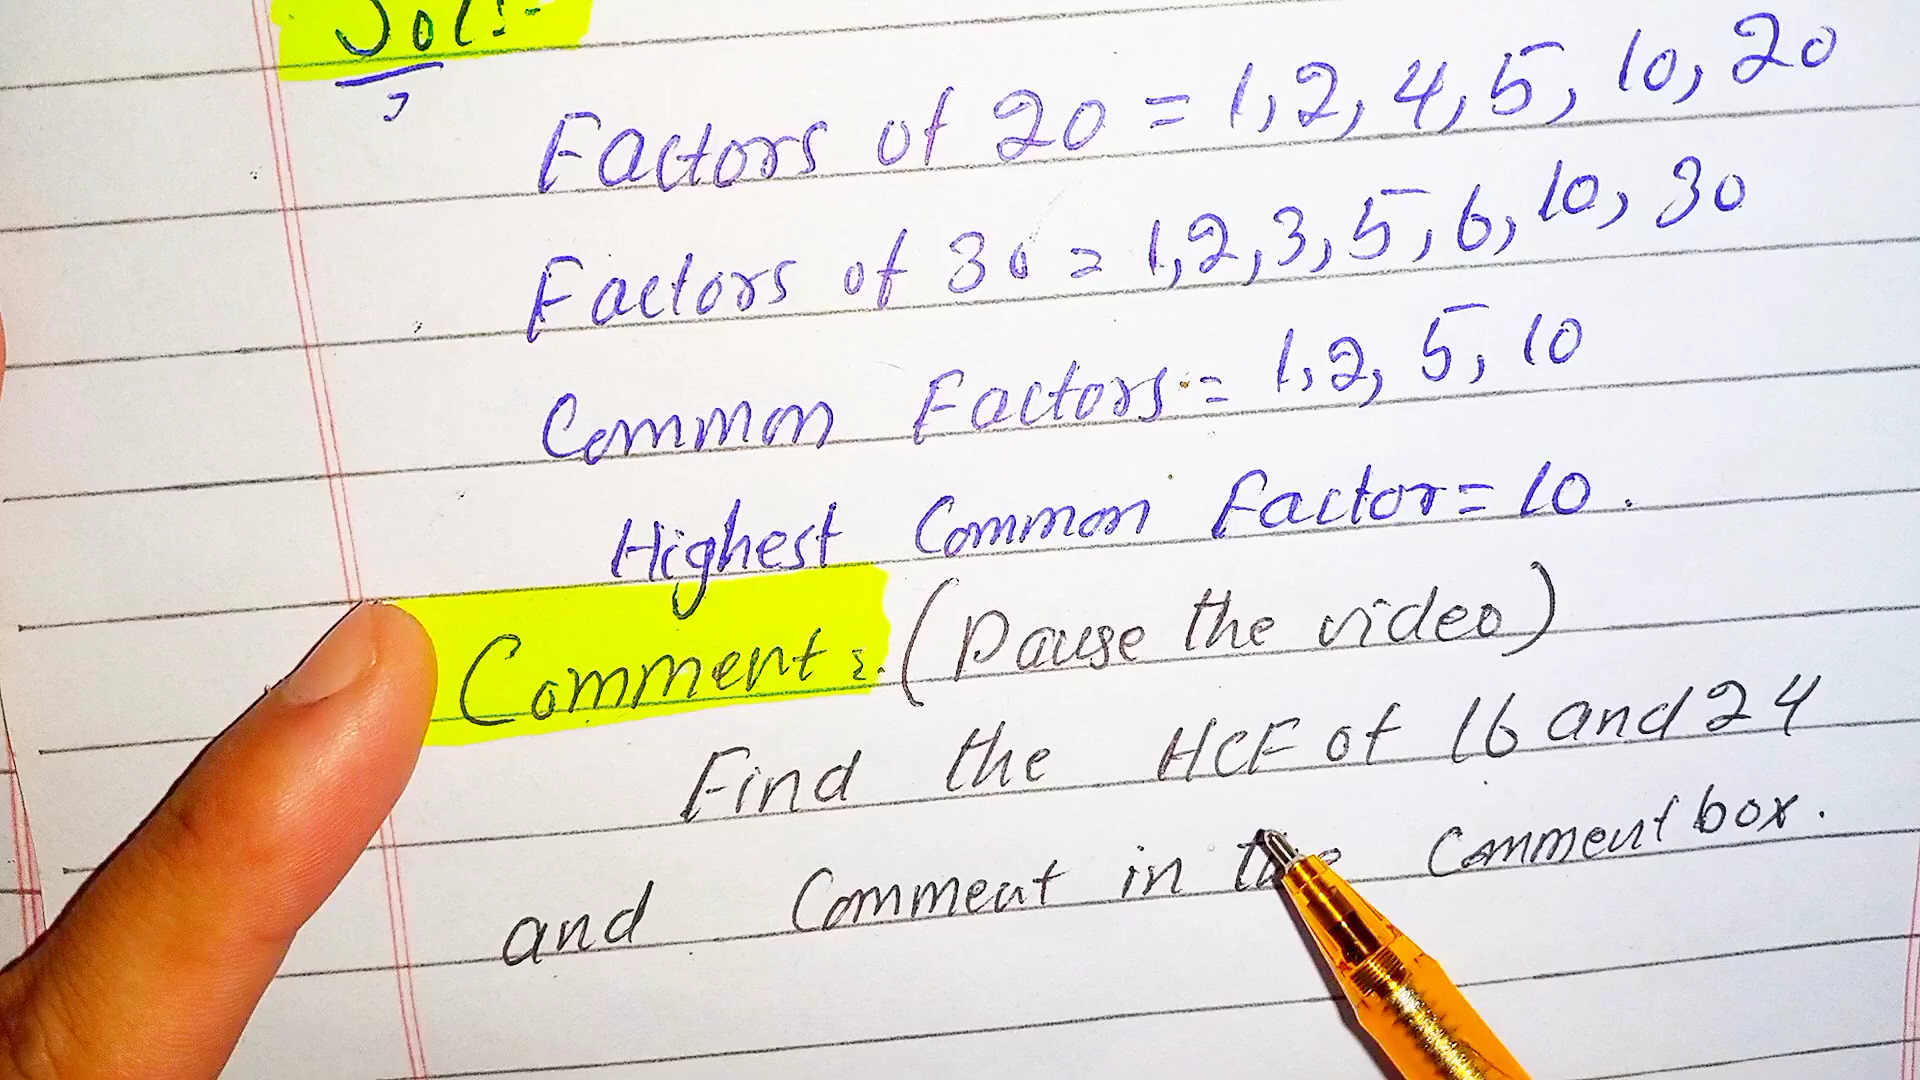 Sol:-
Factors of 20 = 1, 2, 4, 5, 10, 20
Factors of 30 = 1, 2, 3, 5, 6, 10, 30
Common Factors = 1, 2, 5, 10
Highest Common Factor = 10.
Comment :- (Pause the video)
Find the HCF of 16 and 24
and Comment in the Comment box.